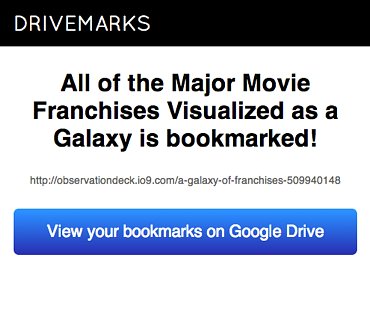 DRIVEMARKS
All of the Major Movie
Franchises Visualized as a
Galaxy is bookmarked!
http://observationdeck.io9.com/a-galaxy-of-franchises-509940148
View your bookmarks on Google Drive